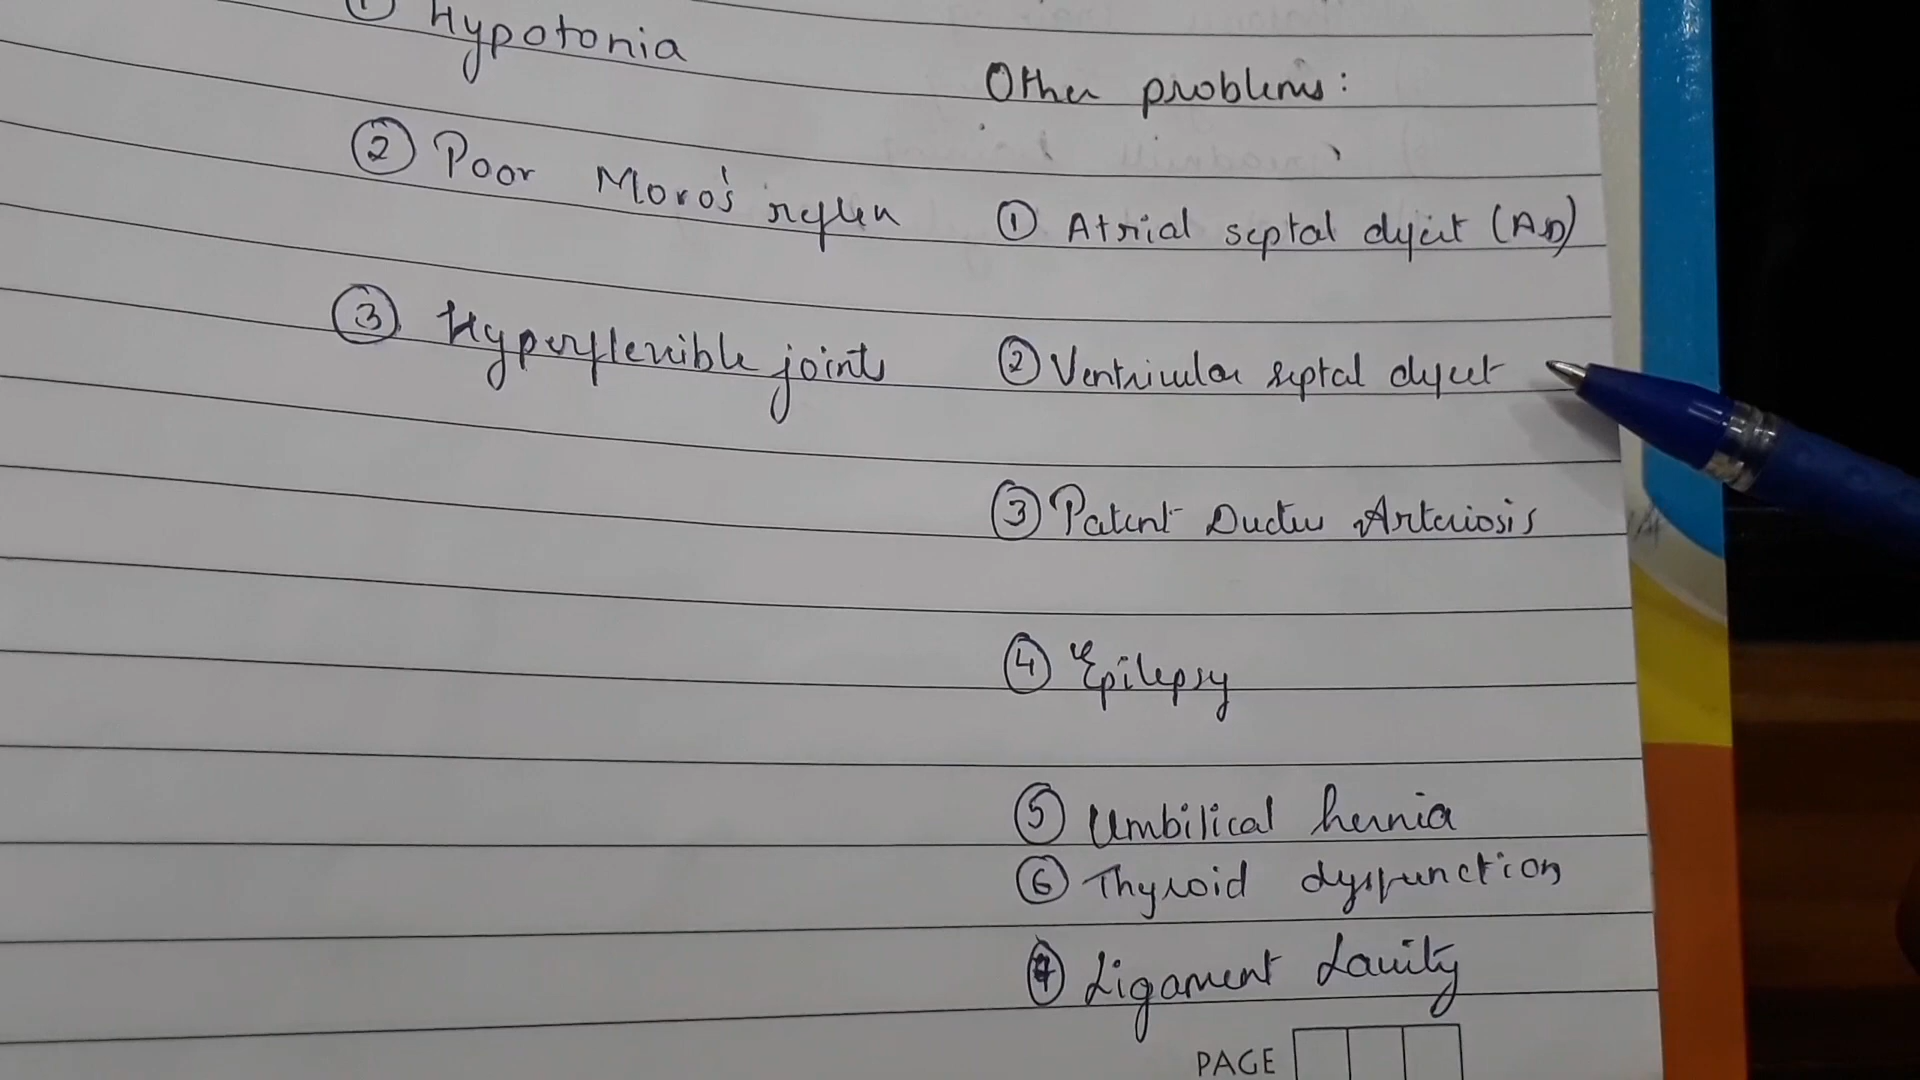 ① Hypotonia
② Poor Moro's reflex
③ Hyperflexible joints
Other problems:
① Atrial septal defect (ASD)
② Ventricular septal defect
③ Patent Ductus Arteriosis
④ Epilepsy
⑤ Umbilical hernia
⑥ Thyroid dysfunction
⑦ Ligament Laxity
PAGE